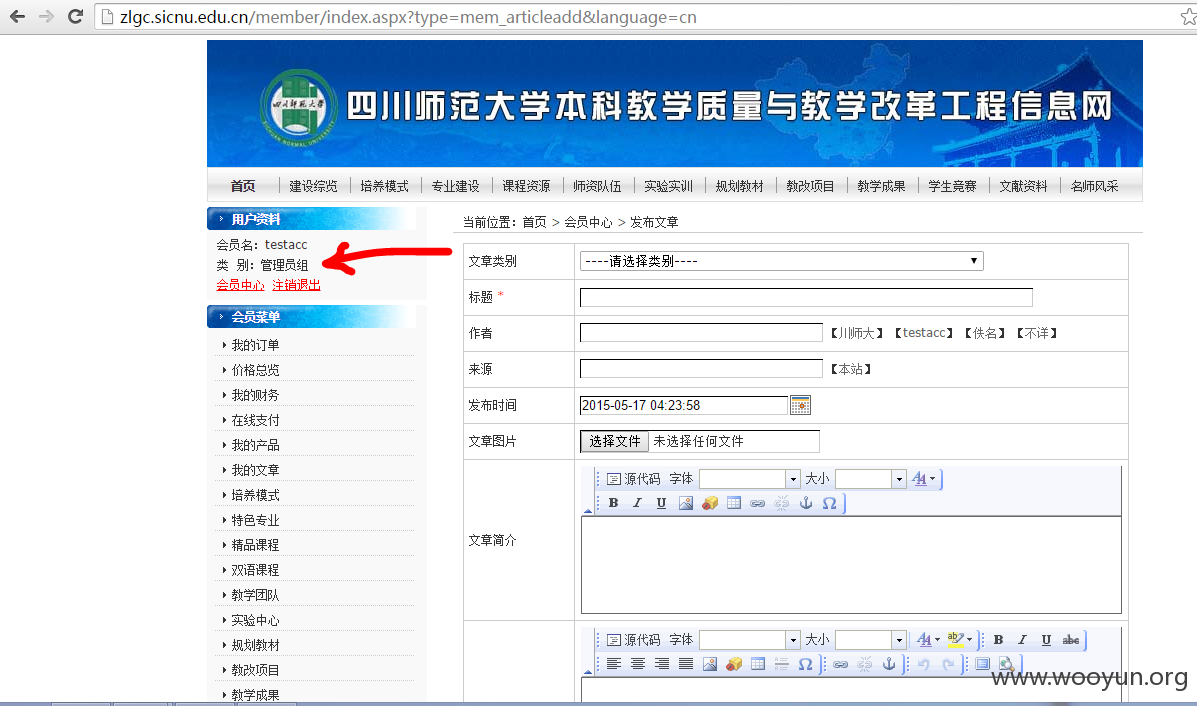 zlgc.sicnu.edu.cn/member/index.aspx?type=mem_articleadd&language=cn
四川师范大学
SICHUAN NORMAL UNIVERSITY
四川师范大学本科教学质量与教学改革工程信息网
首页 建设综览 培养模式 专业建设 课程资源 师资队伍 实验实训 规划教材 教改项目 教学成果 学生竞赛 文献资料 名师风采
用户资料
会员名：testacc
类 别：管理员组
会员中心 注销退出
会员菜单
我的订单
价格总览
我的财务
在线支付
我的产品
我的文章
培养模式
特色专业
精品课程
双语课程
教学团队
实验中心
规划教材
教改项目
教学成果
当前位置：首页 > 会员中心 > 发布文章
文章类别 ----请选择类别----
标题 *
作者 【川师大】 【testacc】 【佚名】 【不详】
来源 【本站】
发布时间 2015-05-17 04:23:58
文章图片 选择文件 未选择任何文件
文章简介
源代码 字体 大小 A
B I U Ω
源代码 字体 大小 A ab B I U abc
Ω
www.wooyun.org